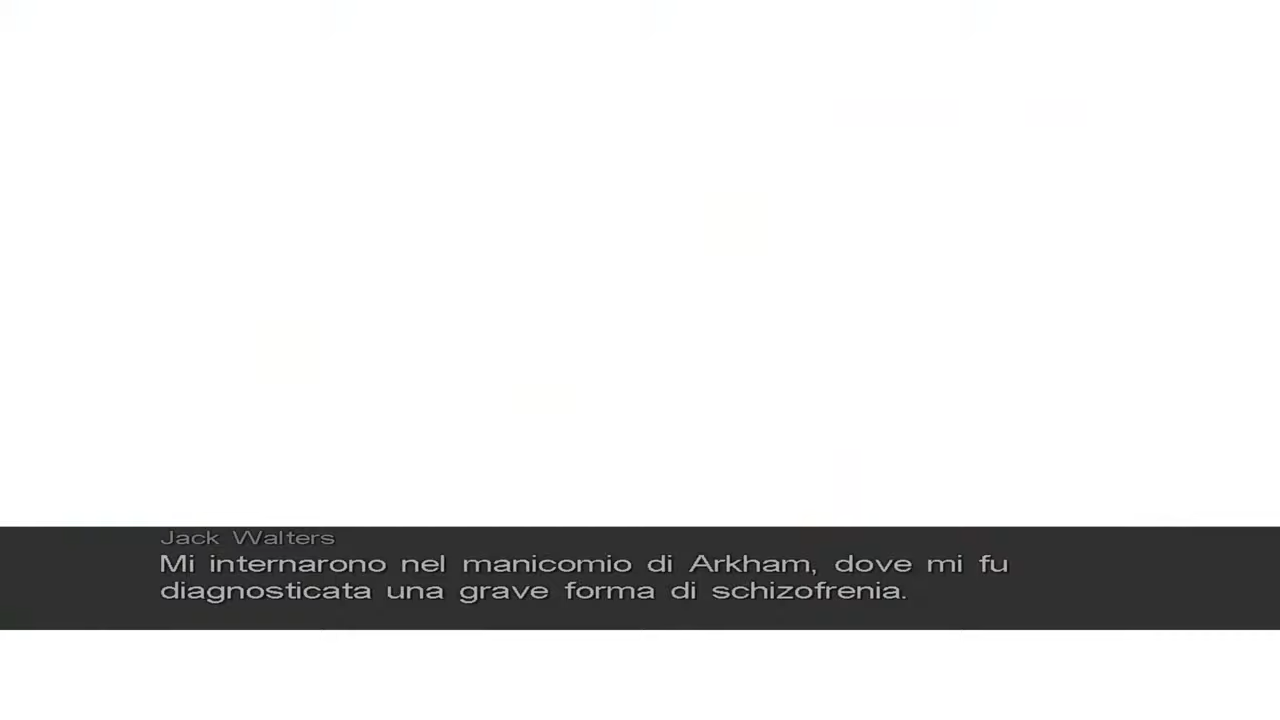 Jack Walters
Mi internarono nel manicomio di Arkham, dove mi fu
diagnosticata una grave forma di schizofrenia.